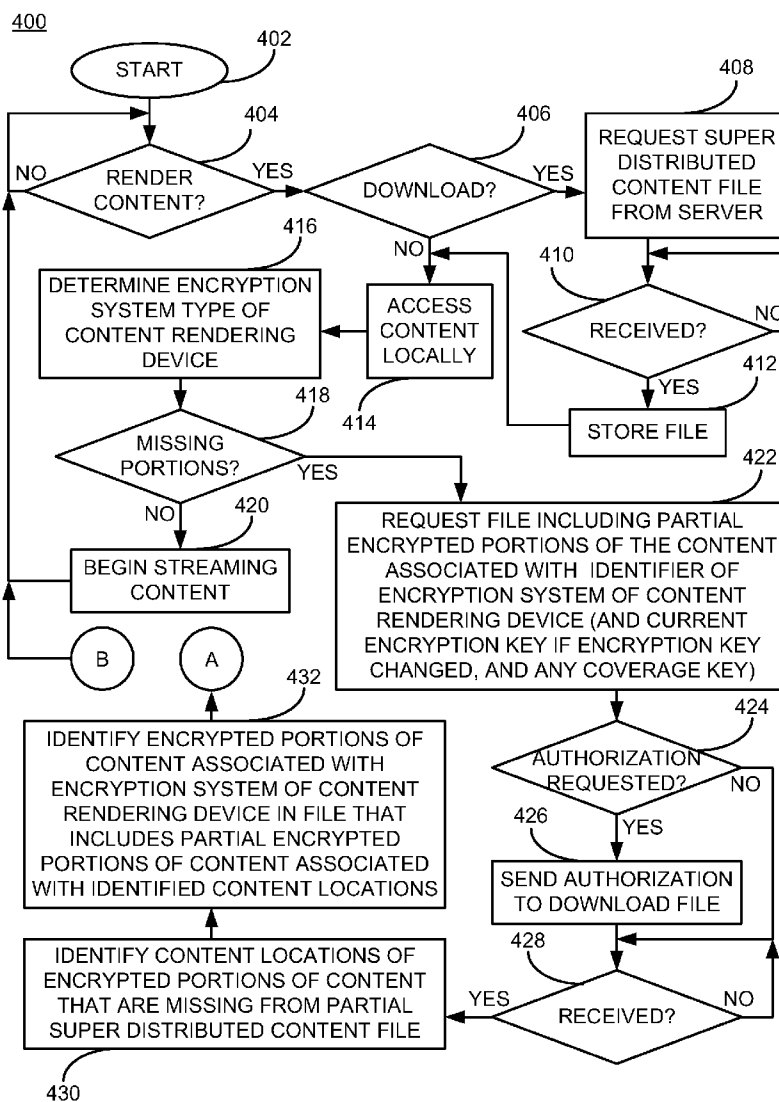 400
START
402
404
RENDER
CONTENT?
NO
YES
406
DOWNLOAD?
YES
NO
408
REQUEST SUPER
DISTRIBUTED
CONTENT FILE
FROM SERVER
410
RECEIVED?
NO
YES
412
STORE FILE
ACCESS
CONTENT
LOCALLY
414
416
DETERMINE ENCRYPTION
SYSTEM TYPE OF
CONTENT RENDERING
DEVICE
418
MISSING
PORTIONS?
YES
NO
420
BEGIN STREAMING
CONTENT
422
REQUEST FILE INCLUDING PARTIAL
ENCRYPTED PORTIONS OF THE CONTENT
ASSOCIATED WITH IDENTIFIER OF
ENCRYPTION SYSTEM OF CONTENT
RENDERING DEVICE (AND CURRENT
ENCRYPTION KEY IF ENCRYPTION KEY
CHANGED, AND ANY COVERAGE KEY)
424
AUTHORIZATION
REQUESTED?
NO
YES
426
SEND AUTHORIZATION
TO DOWNLOAD FILE
428
RECEIVED?
YES
NO
IDENTIFY CONTENT LOCATIONS OF
ENCRYPTED PORTIONS OF CONTENT
THAT ARE MISSING FROM PARTIAL
SUPER DISTRIBUTED CONTENT FILE
430
432
IDENTIFY ENCRYPTED PORTIONS OF
CONTENT ASSOCIATED WITH
ENCRYPTION SYSTEM OF CONTENT
RENDERING DEVICE IN FILE THAT
INCLUDES PARTIAL ENCRYPTED
PORTIONS OF CONTENT ASSOCIATED
WITH IDENTIFIED CONTENT LOCATIONS
B
A